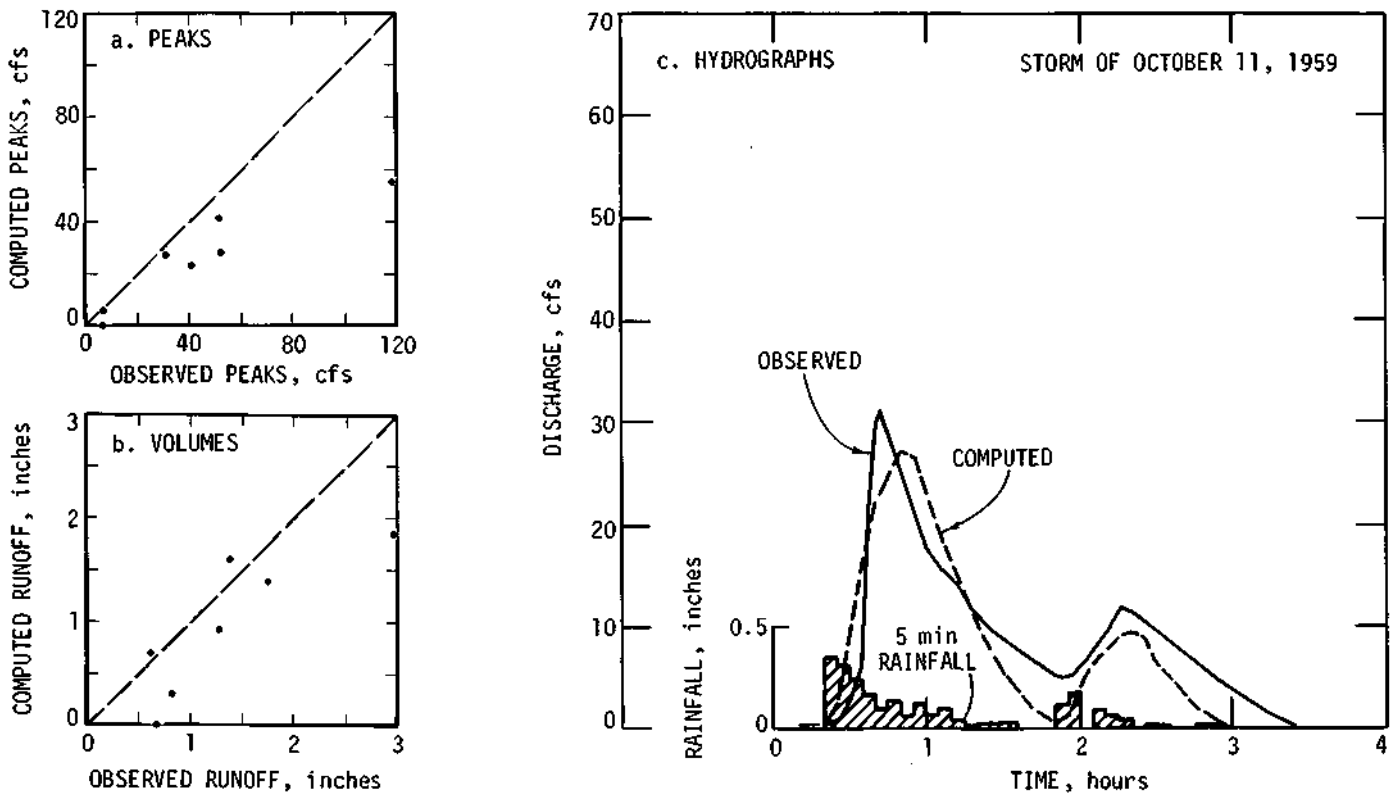 a. PEAKS
COMPUTED PEAKS, cfs
120
80
40
0
0 40 80 120
OBSERVED PEAKS, cfs
b. VOLUMES
COMPUTED RUNOFF, inches
3
2
1
0
0 1 2 3
OBSERVED RUNOFF, inches
c. HYDROGRAPHS
STORM OF OCTOBER 11, 1959
DISCHARGE, cfs
70
60
50
40
30
20
10
0
OBSERVED
COMPUTED
RAINFALL, inches
0.5
0
5 min
RAINFALL
0 1 2 3 4
TIME, hours